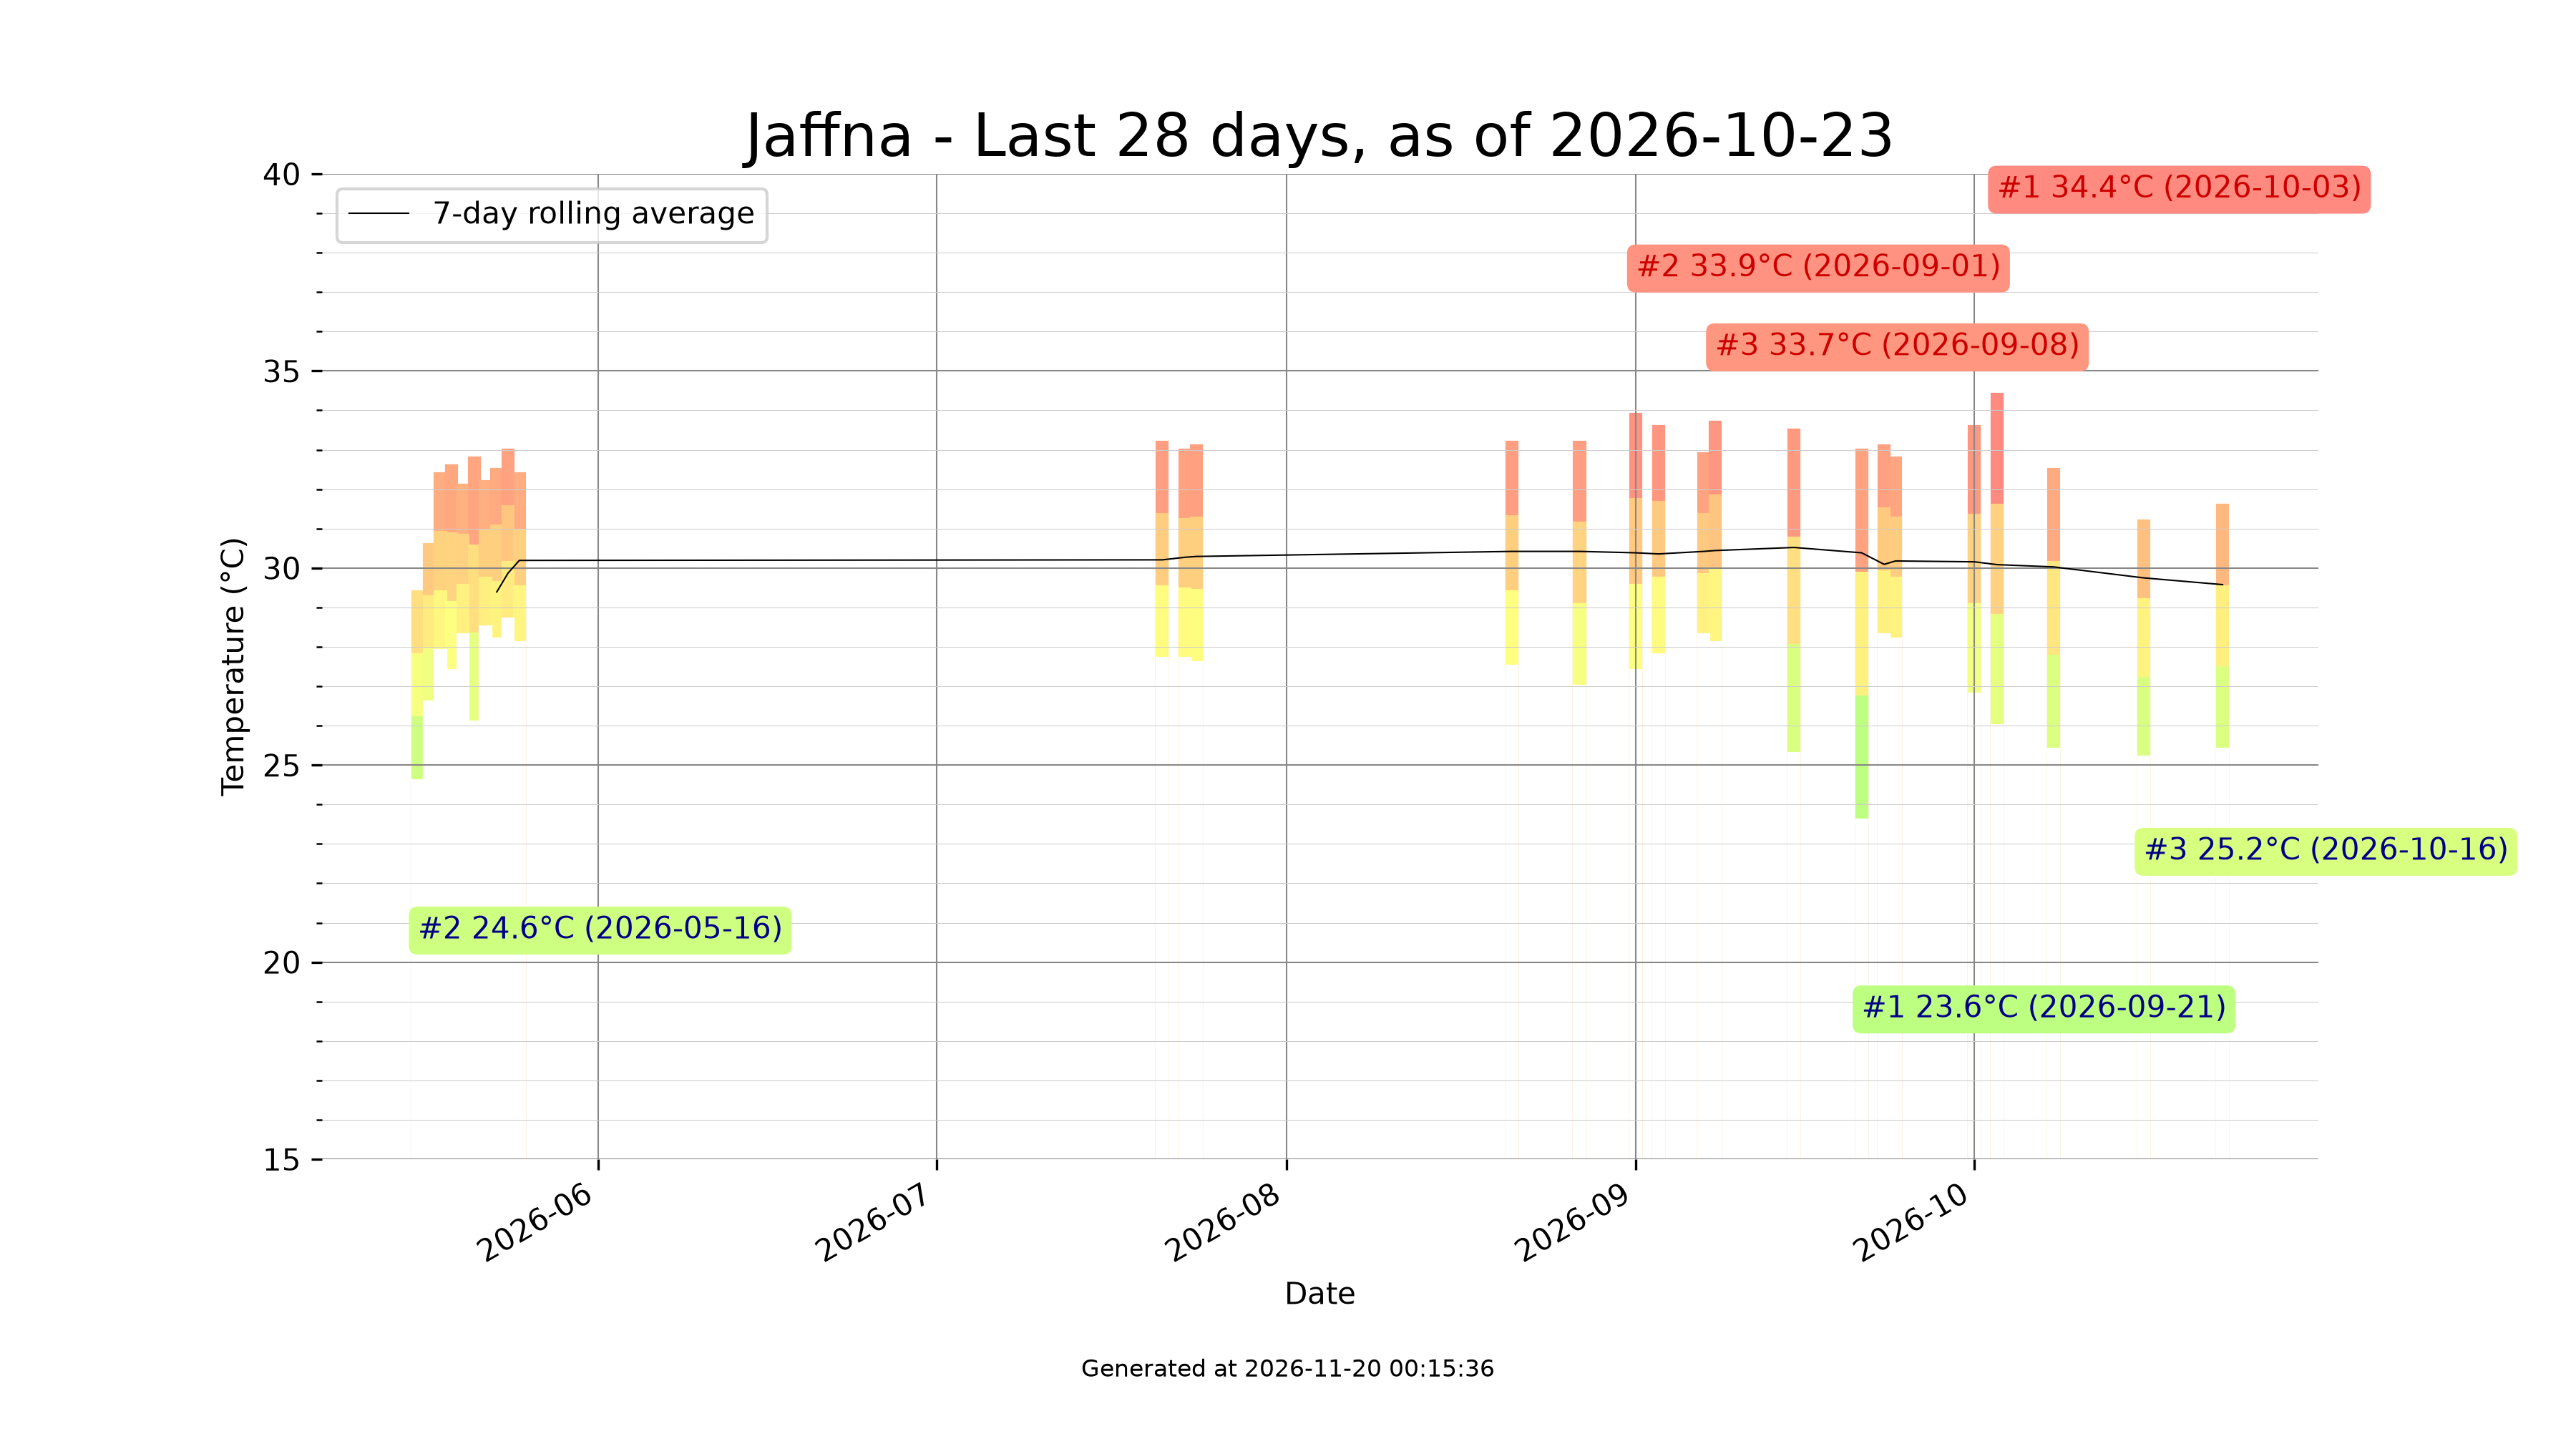 Jaffna - Last 28 days, as of 2026-10-23
7-day rolling average
#1 34.4°C (2026-10-03)
#2 33.9°C (2026-09-01)
#3 33.7°C (2026-09-08)
#3 25.2°C (2026-10-16)
#2 24.6°C (2026-05-16)
#1 23.6°C (2026-09-21)
Temperature (°C)
40
35
30
25
20
15
2026-06
2026-07
2026-08
2026-09
2026-10
Date
Generated at 2026-11-20 00:15:36